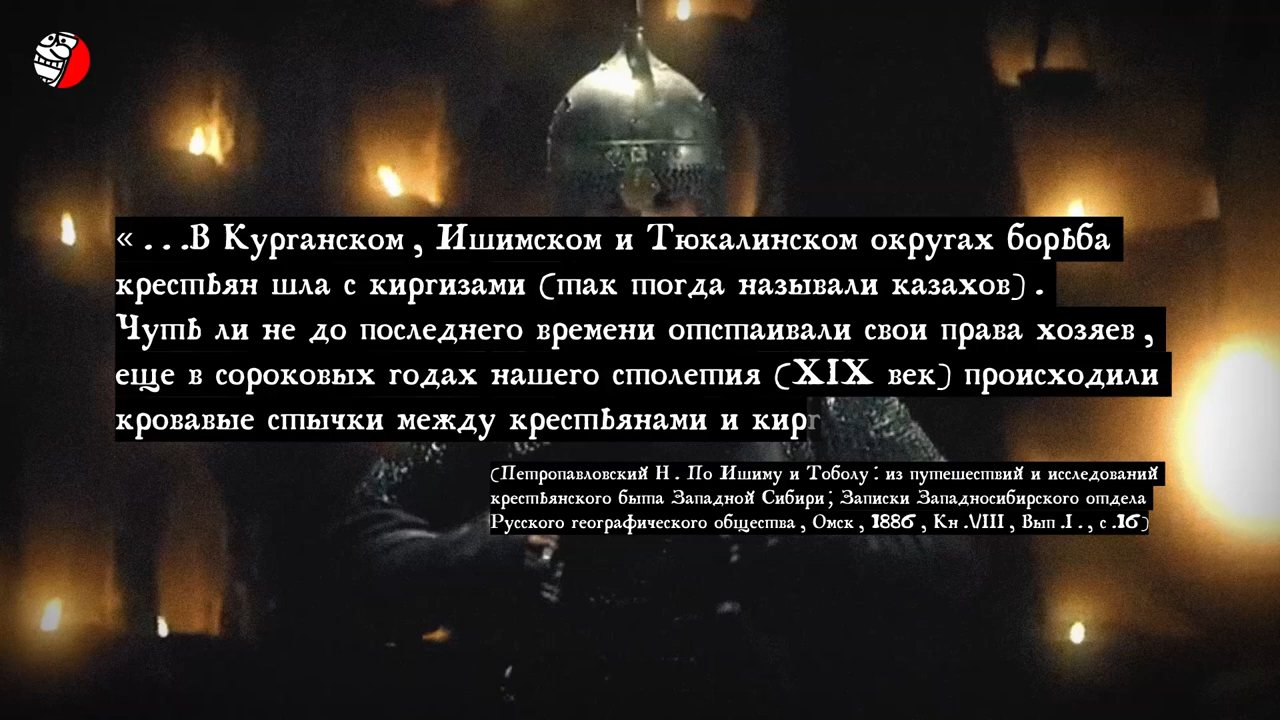 «...В Курганском, Ишимском и Тюкалинском округах борьба
крестьян шла с киргизами (так тогда называли казахов).
Чуть ли не до последнего времени отстаивали свои права хозяев,
еще в сороковых годах нашего столетия (XIX век) происходили
кровавые стычки между крестьянами и кирг
(Петропавловский Н. По Ишиму и Тоболу: из путешествий и исследований
крестьянского быта Западной Сибири; Записки Западносибирского отдела
Русского географического общества, Омск, 1886, Кн.VIII, Вып.I., с.16)